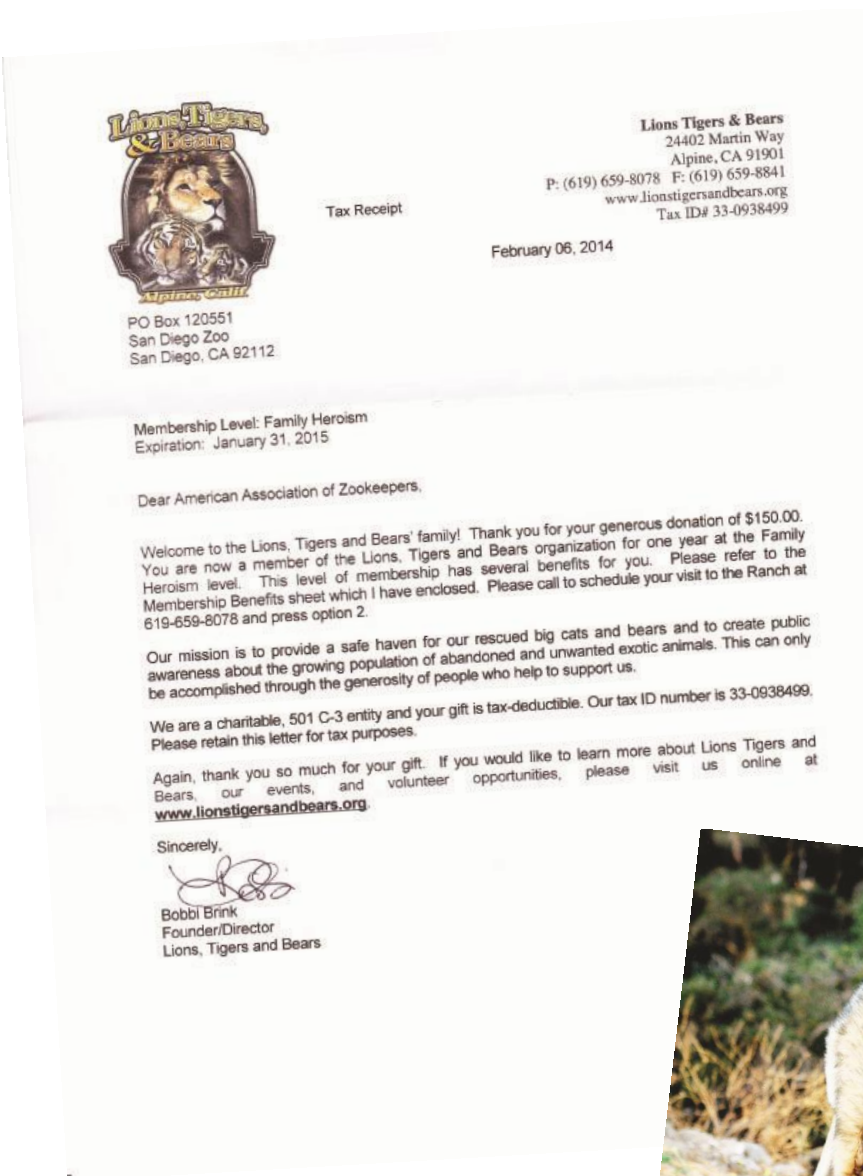 Lions, Tigers,
& Bears
Alpine, Calif.
Lions Tigers & Bears
24402 Martin Way
Alpine, CA 91901
P: (619) 659-8078 F: (619) 659-8841
www.lionstigersandbears.org
Tax ID# 33-0938499
Tax Receipt
February 06, 2014
PO Box 120551
San Diego Zoo
San Diego, CA 92112
Membership Level: Family Heroism
Expiration: January 31, 2015
Dear American Association of Zookeepers,
Welcome to the Lions, Tigers and Bears' family! Thank you for your generous donation of $150.00.
You are now a member of the Lions, Tigers and Bears organization for one year at the Family
Heroism level. This level of membership has several benefits for you. Please refer to the
Membership Benefits sheet which I have enclosed. Please call to schedule your visit to the Ranch at
619-659-8078 and press option 2.
Our mission is to provide a safe haven for our rescued big cats and bears and to create public
awareness about the growing population of abandoned and unwanted exotic animals. This can only
be accomplished through the generosity of people who help to support us.
We are a charitable, 501 C-3 entity and your gift is tax-deductible. Our tax ID number is 33-0938499.
Please retain this letter for tax purposes.
Again, thank you so much for your gift. If you would like to learn more about Lions Tigers and
Bears, our events, and volunteer opportunities, please visit us online at
www.lionstigersandbears.org.
Sincerely,
Bobbi Brink
Founder/Director
Lions, Tigers and Bears